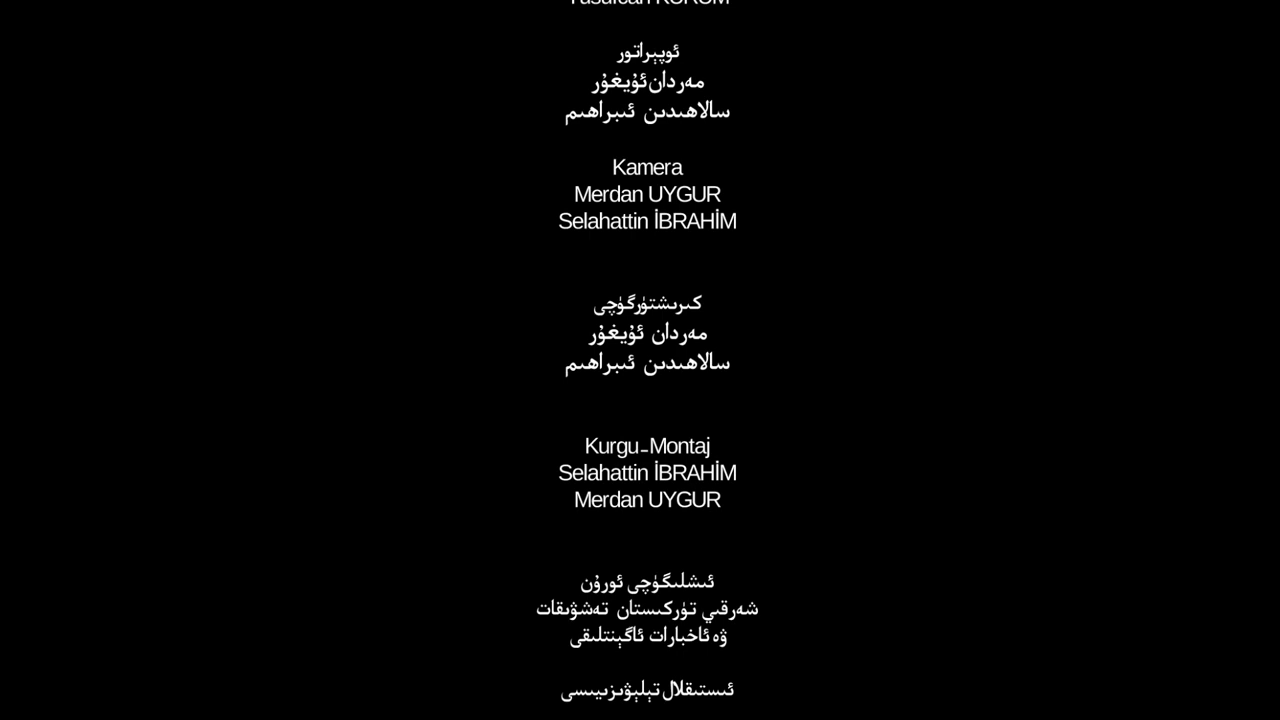 ئوپېراتور
مەردان ئۇيغۇر
سالاھىدىن ئىبراھىم
Kamera
Merdan UYGUR
Selahattin İBRAHİM
كىرىشتۈرگۈچى
مەردان ئۇيغۇر
سالاھىدىن ئىبراھىم
Kurgu-Montaj
Selahattin İBRAHİM
Merdan UYGUR
ئىشلىگۈچى ئورۇن
شەرقىي تۈركىستان تەشۋىقات
ۋە ئاخبارات ئاگېنتلىقى
ئىستىقلال تېلېۋىزىيىسى